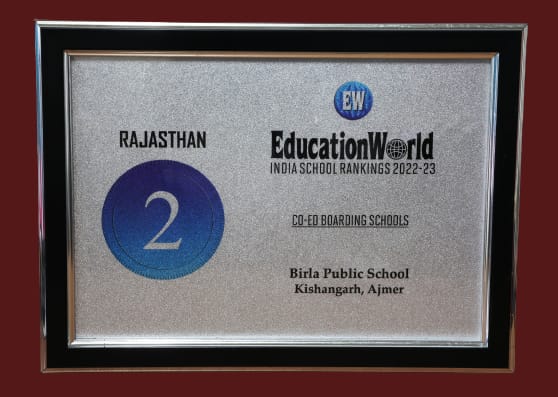 RAJASTHAN
2
EW
EducationWorld
INDIA SCHOOL RANKINGS 2022-23
CO-ED BOARDING SCHOOLS
Birla Public School
Kishangarh, Ajmer